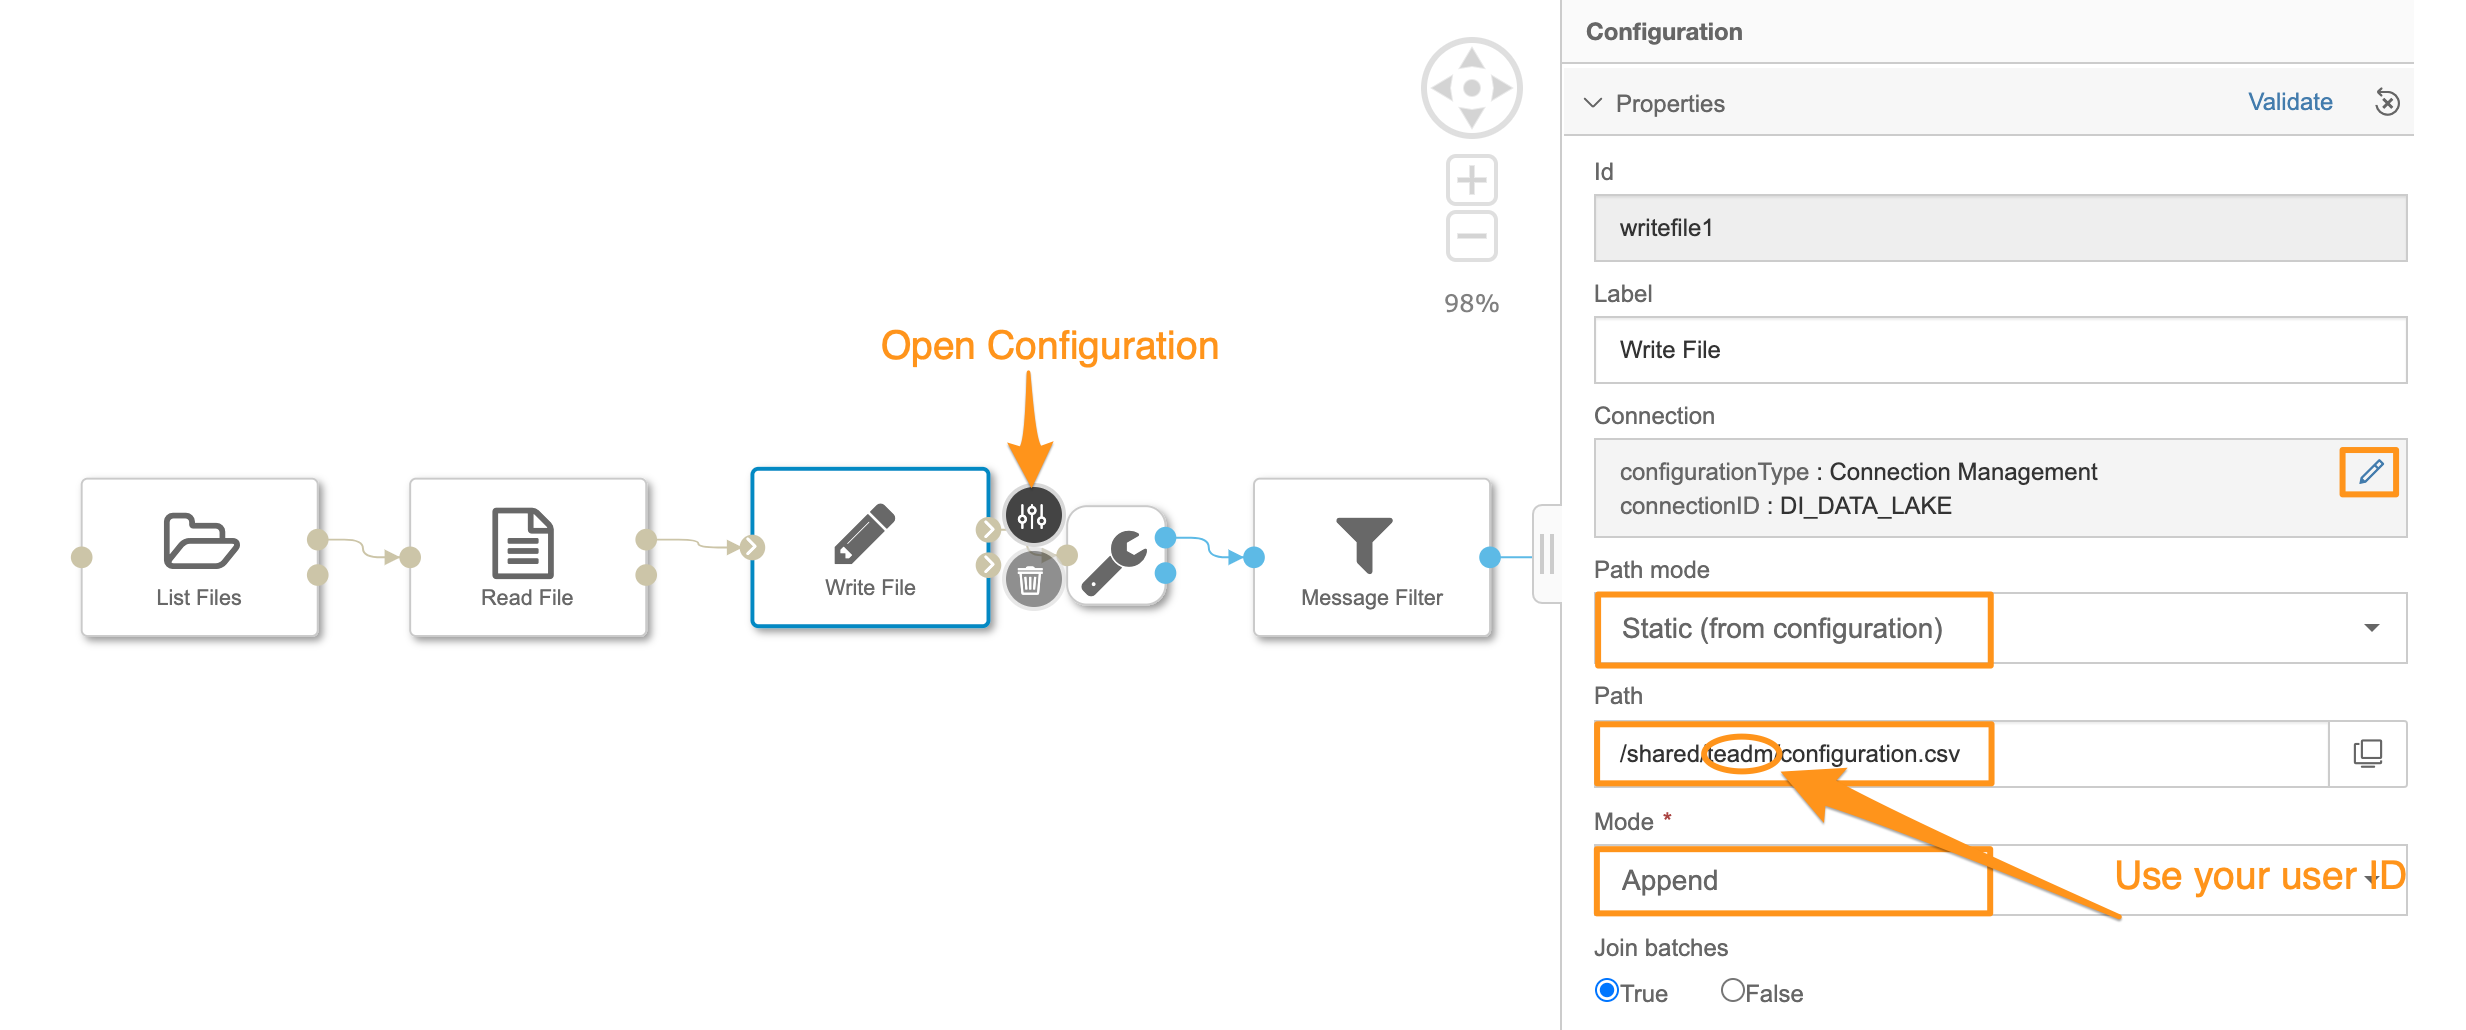 Configuration
Properties
Validate
Id
writefile1
Label
Write File
Connection
configurationType : Connection Management
connectionID : DI_DATA_LAKE
Path mode
Static (from configuration)
Path
/shared/teadm/configuration.csv
Mode *
Append
Use your user ID
Join batches
True
False
98%
Open Configuration
List Files
Read File
Write File
Message Filter